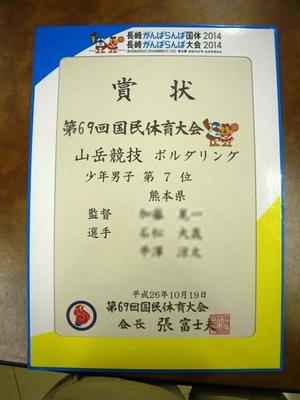 長崎がんばらんば国体2014
長崎がんばらんば大会2014
賞状
第69回国民体育大会
山岳競技 ボルダリング
少年男子 第7位
熊本県
監督
選手
平成26年10月19日
第69回国民体育大会
会長 張 富士夫